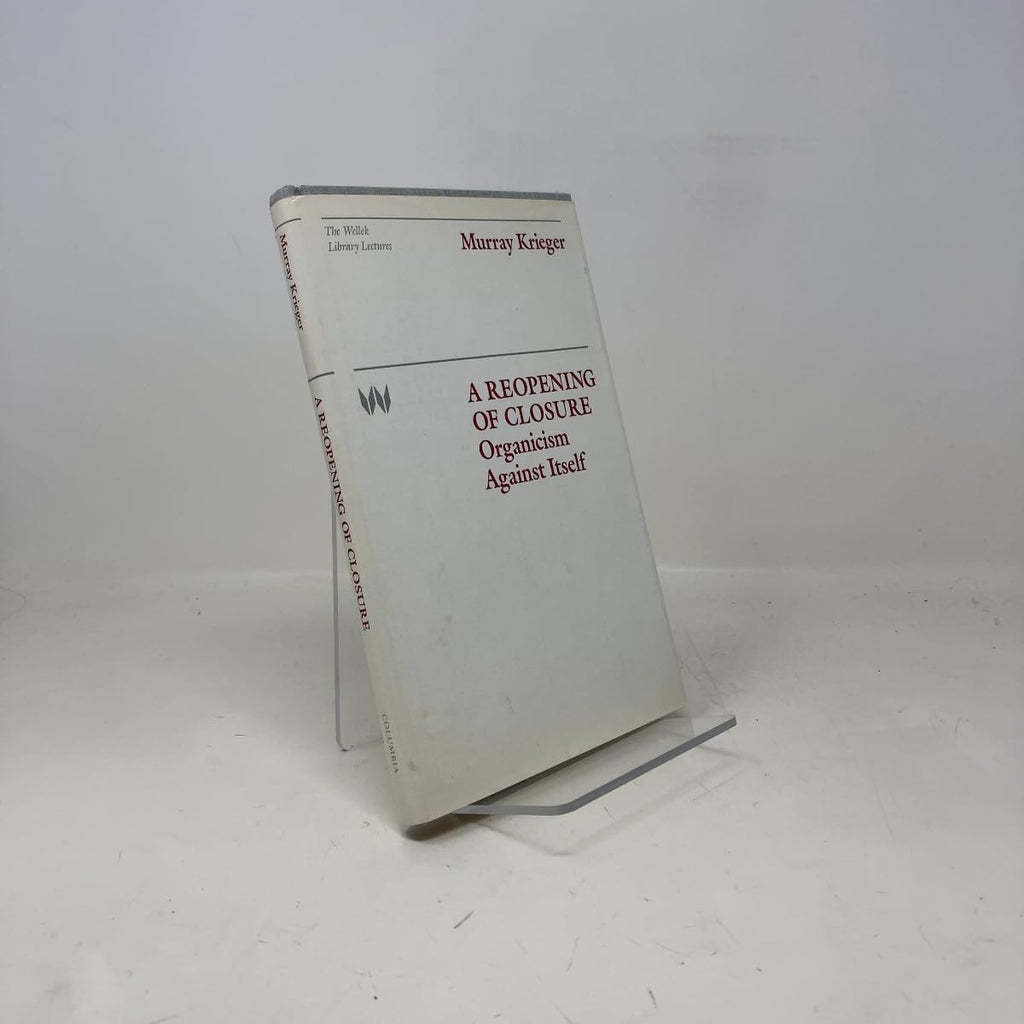 The Wellek
Library Lectures
Murray Krieger
A REOPENING
OF CLOSURE
Organicism
Against Itself
Murray Krieger
A REOPENING OF CLOSURE
COLUMBIA